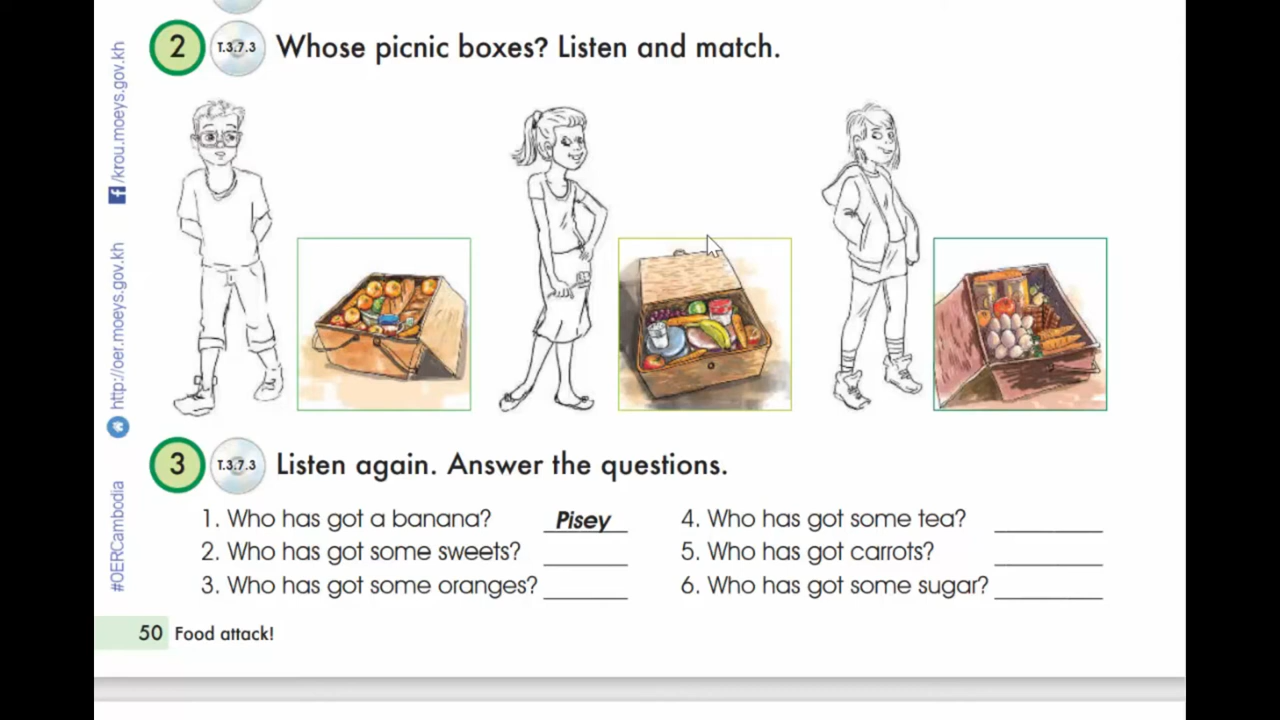 2 T.3.7.3 Whose picnic boxes? Listen and match.
f /krou.moeys.gov.kh
http://oer.moeys.gov.kh
#OERCambodia
3 T.3.7.3 Listen again. Answer the questions.
1. Who has got a banana? Pisey
2. Who has got some sweets?
3. Who has got some oranges?
4. Who has got some tea?
5. Who has got carrots?
6. Who has got some sugar?
50 Food attack!